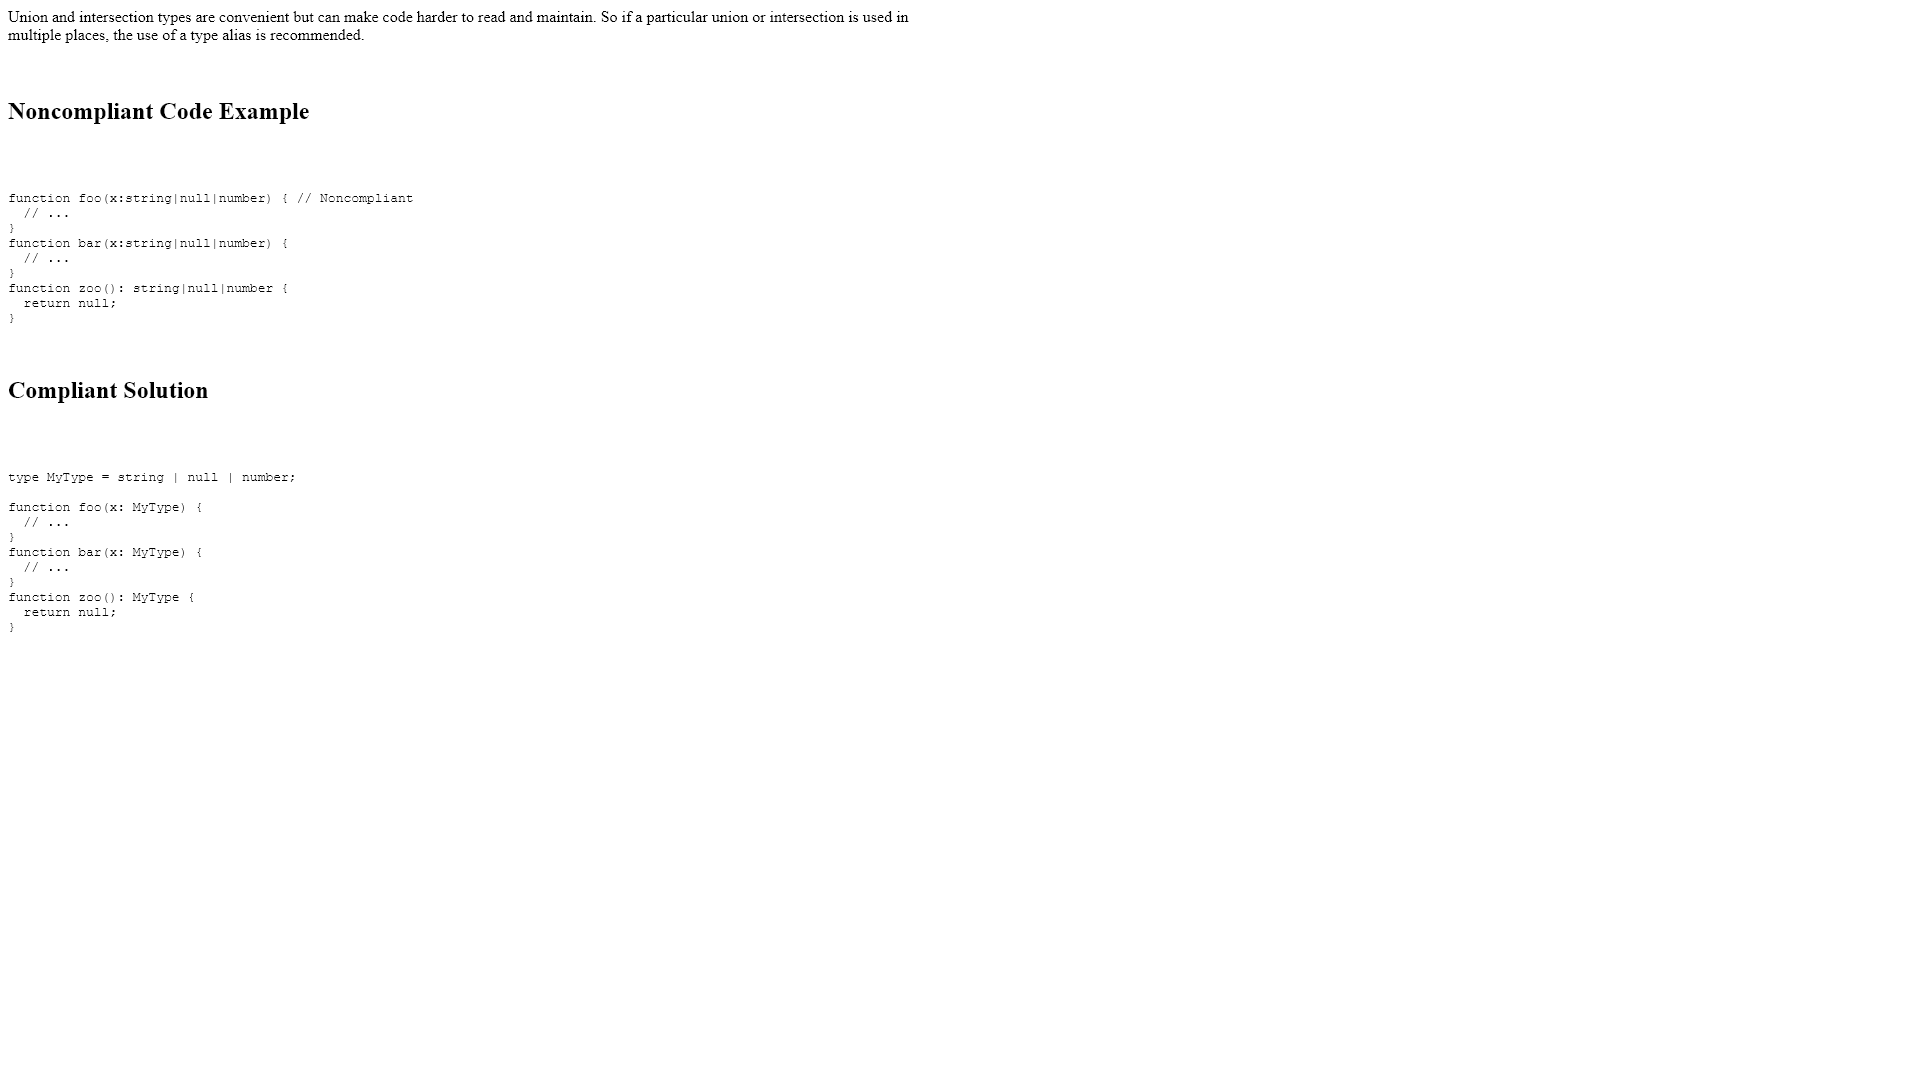 Union and intersection types are convenient but can make code harder to read and maintain. So if a particular union or intersection is used in
multiple places, the use of a type alias is recommended.
Noncompliant Code Example
function foo(x:string|null|number) { // Noncompliant
  // ...
}
function bar(x:string|null|number) {
  // ...
}
function zoo(): string|null|number {
  return null;
}
Compliant Solution
type MyType = string | null | number;
function foo(x: MyType) {
  // ...
}
function bar(x: MyType) {
  // ...
}
function zoo(): MyType {
  return null;
}